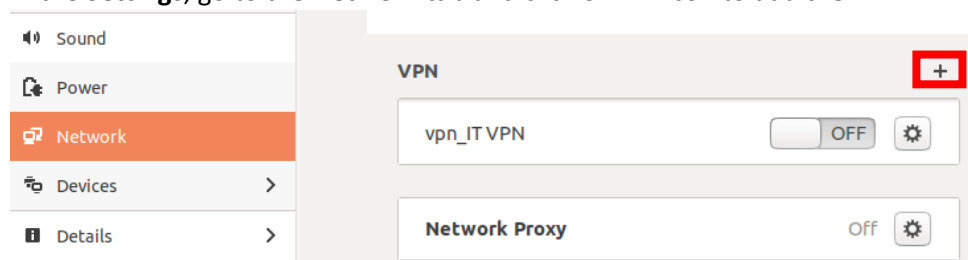 Sound
Power
Network
Devices
Details
VPN
+
vpn_IT VPN
OFF
Network Proxy
Off